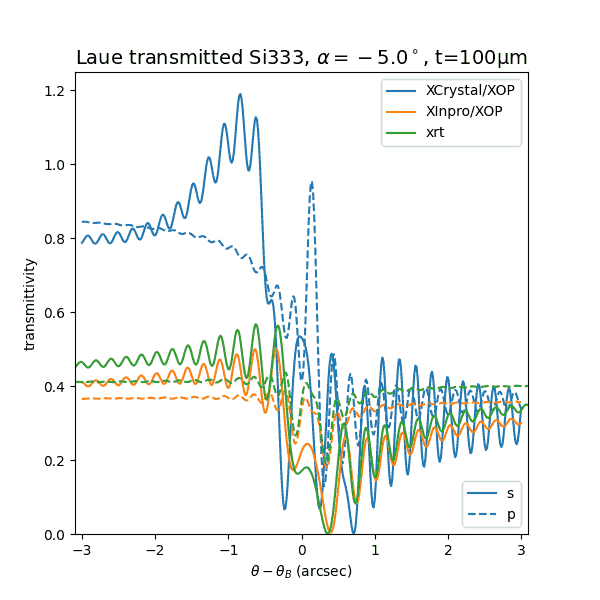 Laue transmitted Si333, α = −5.0°, t=100μm
XCrystal/XOP
XInpro/XOP
xrt
1.2
1.0
0.8
0.6
0.4
0.2
0.0
transmittivity
s
p
−3
−2
−1
0
1
2
3
θ − θ_B (arcsec)